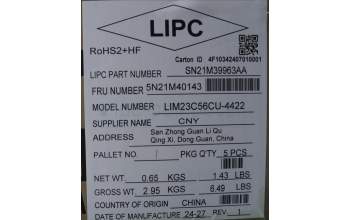 LIPC
RoHS2+HF
Carton ID 4F10342407010001
LIPC PART NUMBER SN21M39963AA
FRU NUMBER 5N21M40143
MODEL NUMBER LIM23C56CU-4422
SUPPLIER NAME CNY
ADDRESS San Zhong Guan Li Qu
Qing Xi, Dong Guan, China
PALLET NO. 1 PKG Q'TY 5 PCS
NET WT. 0.65 KGS 1.43 LBS
GROSS WT 2.95 KGS 6.49 LBS
COUNTRY OF ORIGIN CHINA
DATE OF MANUFACTURE 24-27 REV 1